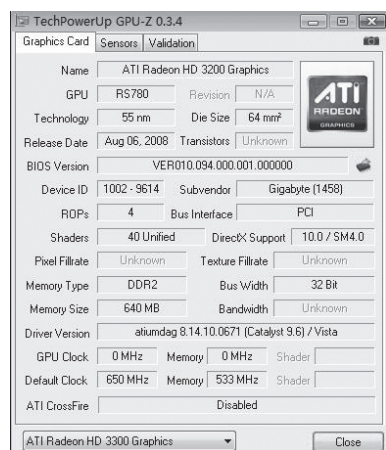 TechPowerUp GPU-Z 0.3.4
Graphics Card Sensors Validation
Name ATI Radeon HD 3200 Graphics
GPU RS780 Revision N/A
Technology 55 nm Die Size 64 mm²
Release Date Aug 06, 2008 Transistors Unknown
ATI
RADEON
GRAPHICS
BIOS Version VER010.094.000.001.000000
Device ID 1002 - 9614 Subvendor Gigabyte (1458)
ROPs 4 Bus Interface PCI
Shaders 40 Unified DirectX Support 10.0 / SM4.0
Pixel Fillrate Unknown Texture Fillrate Unknown
Memory Type DDR2 Bus Width 32 Bit
Memory Size 640 MB Bandwidth Unknown
Driver Version atiumdag 8.14.10.0671 (Catalyst 9.6) / Vista
GPU Clock 0 MHz Memory 0 MHz Shader
Default Clock 650 MHz Memory 533 MHz Shader
ATI CrossFire Disabled
ATI Radeon HD 3300 Graphics Close